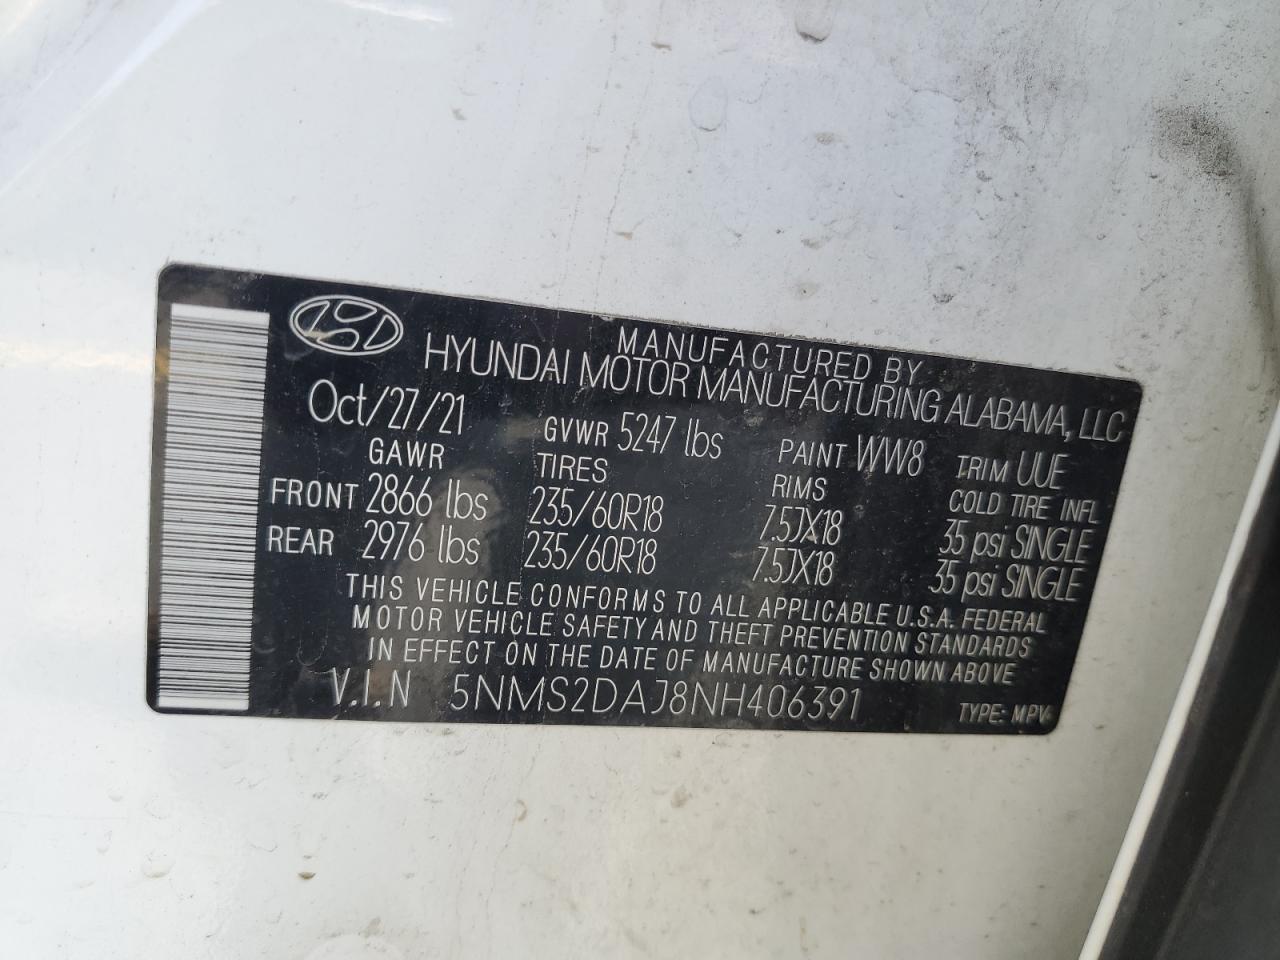 MANUFACTURED BY
HYUNDAI MOTOR MANUFACTURING ALABAMA, LLC
Oct/27/21 GVWR 5247 lbs PAINT WW8 TRIM UUE
GAWR TIRES RIMS COLD TIRE INFL
FRONT 2866 lbs 235/60R18 7.5JX18 35 psi SINGLE
REAR 2976 lbs 235/60R18 7.5JX18 35 psi SINGLE
THIS VEHICLE CONFORMS TO ALL APPLICABLE U.S.A. FEDERAL
MOTOR VEHICLE SAFETY AND THEFT PREVENTION STANDARDS
IN EFFECT ON THE DATE OF MANUFACTURE SHOWN ABOVE
V.I.N 5NMS2DAJ8NH406391 TYPE: MPV